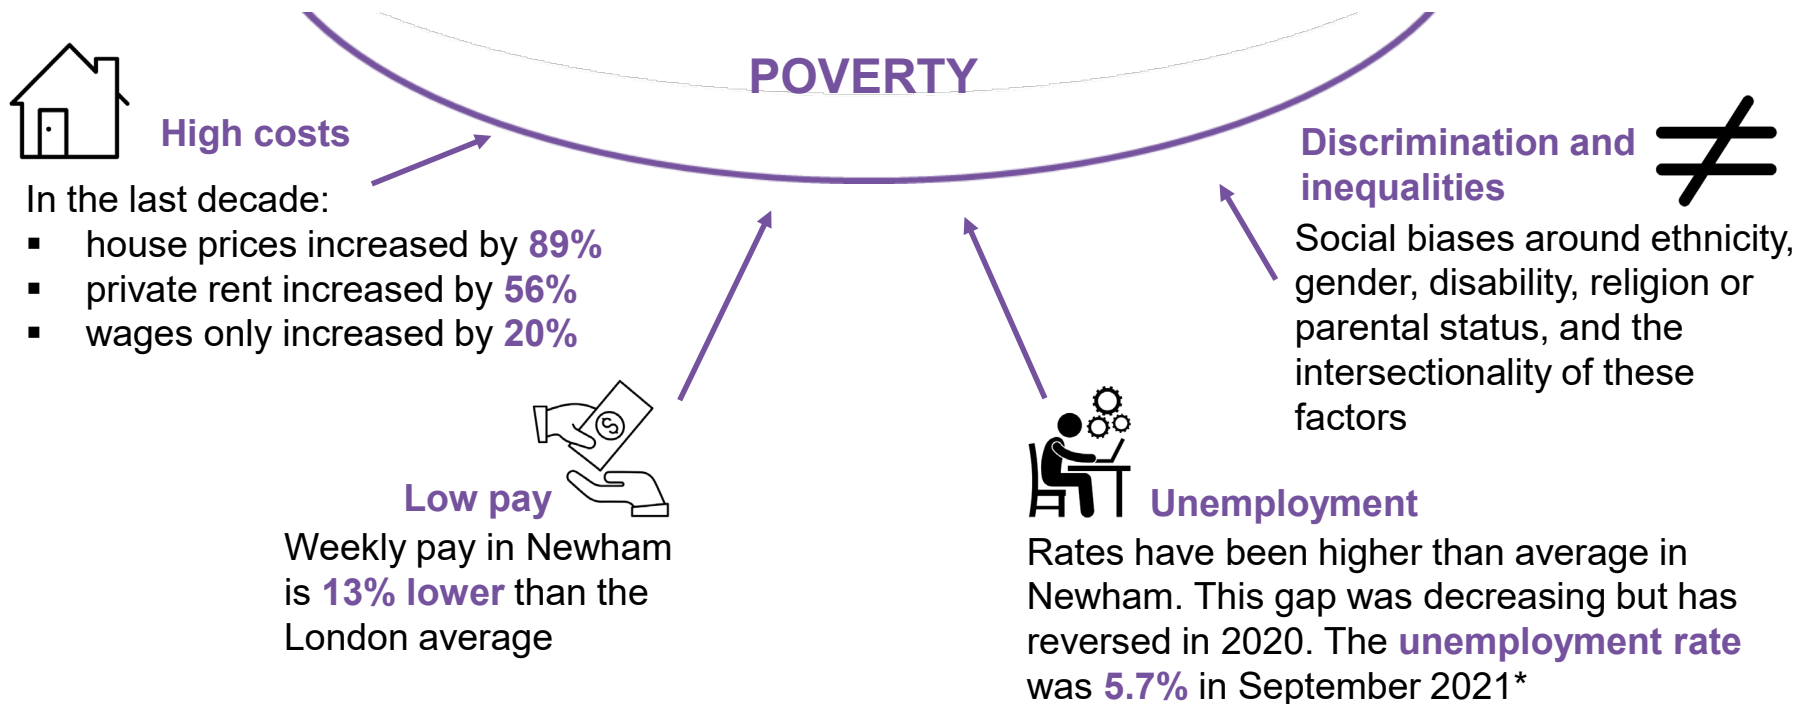 POVERTY
High costs
In the last decade:
▪ house prices increased by 89%
▪ private rent increased by 56%
▪ wages only increased by 20%
Low pay
Weekly pay in Newham
is 13% lower than the
London average
Unemployment
Rates have been higher than average in
Newham. This gap was decreasing but has
reversed in 2020. The unemployment rate
was 5.7% in September 2021*
Discrimination and
inequalities
Social biases around ethnicity,
gender, disability, religion or
parental status, and the
intersectionality of these
factors